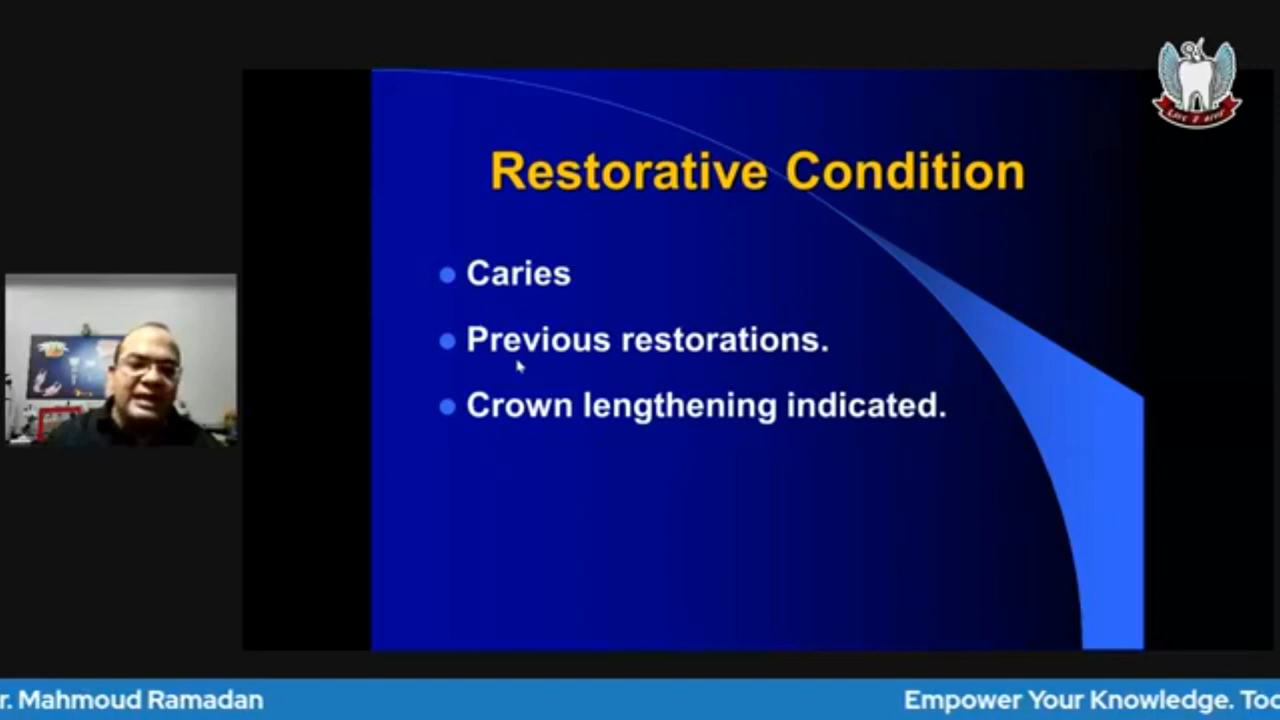 Restorative Condition
Caries
Previous restorations.
Crown lengthening indicated.
r. Mahmoud Ramadan
Empower Your Knowledge. Too